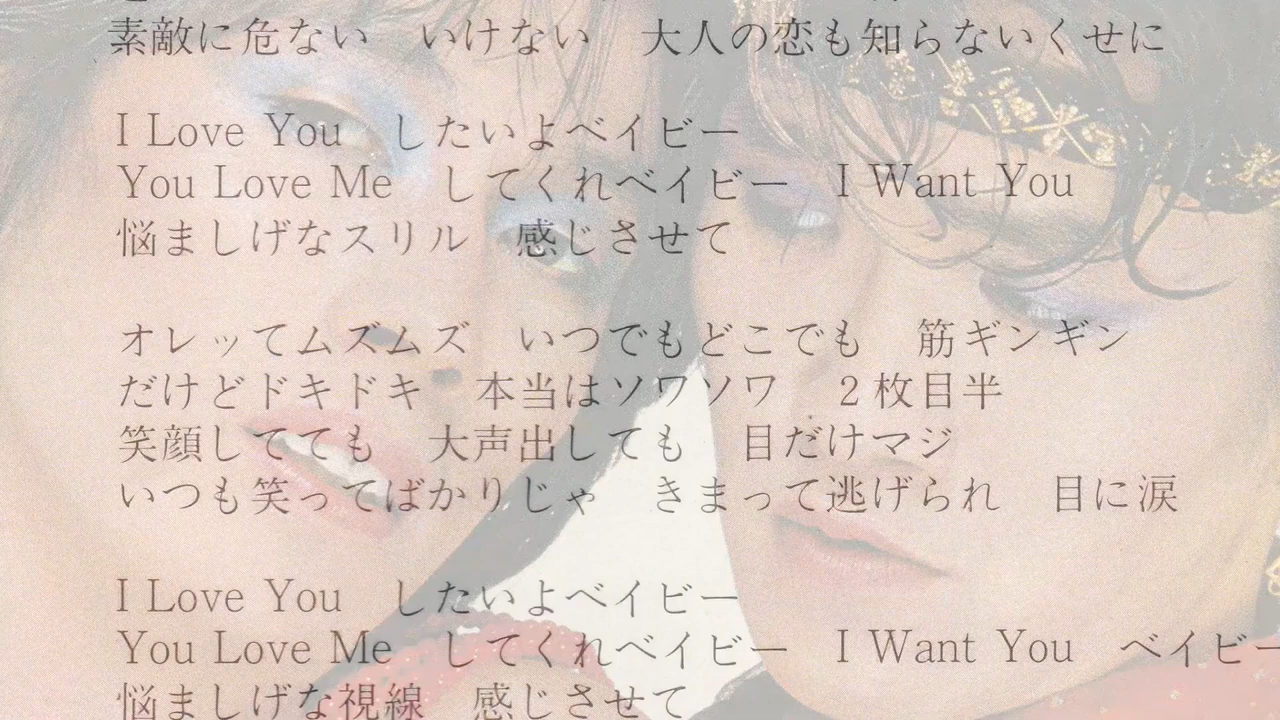 素敵に危ない　いけない　大人の恋も知らないくせに
I Love You　したいよベイビー
You Love Me　してくれベイビー　I Want You
悩ましげなスリル　感じさせて
オレッてムズムズ　いつでもどこでも　筋ギンギン
だけどドキドキ　本当はソワソワ　２枚目半
笑顔してても　大声出しても　目だけマジ
いつも笑ってばかりじゃ　きまって逃げられ　目に涙
I Love You　したいよベイビー
You Love Me　してくれベイビー　I Want You　ベイビー
悩ましげな視線　感じさせて